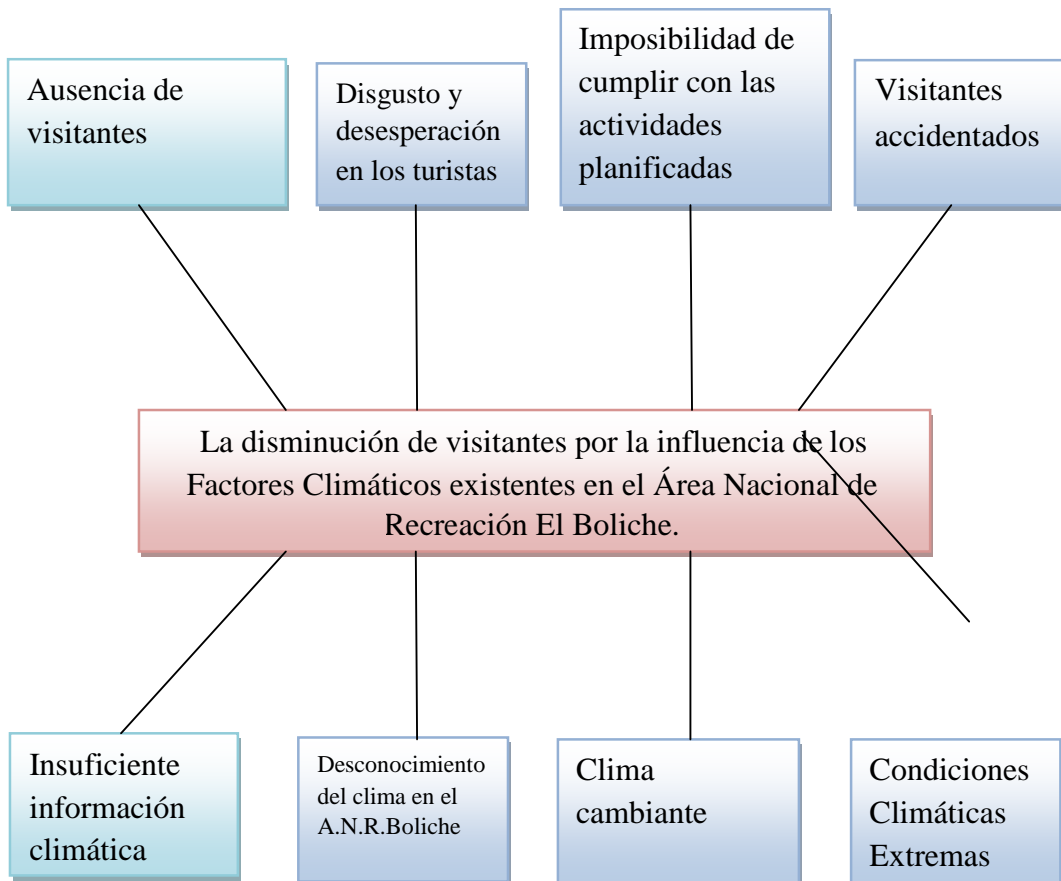 Ausencia de
visitantes
Disgusto y
desesperación
en los turistas
Imposibilidad de
cumplir con las
actividades
planificadas
Visitantes
accidentados
La disminución de visitantes por la influencia de los
Factores Climáticos existentes en el Área Nacional de
Recreación El Boliche.
Insuficiente
información
climática
Desconocimiento
del clima en el
A.N.R.Boliche
Clima
cambiante
Condiciones
Climáticas
Extremas